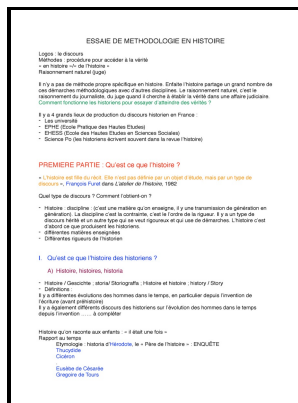 ESSAIE DE METHODOLOGIE EN HISTOIRE
Logos : le discours
Méthodes : procédure pour accéder à la vérité
« en histoire »/« de l'histoire »
Raisonnement naturel (juge)
Il n'y a pas de méthode propre spécifique en histoire. Enfaite l'histoire partage un grand nombre de
ces démarches méthodologiques avec d'autres disciplines. Le raisonnement naturel, c'est le
raisonnement du journaliste, du juge quand il cherche à établir la vérité dans une affaire judiciaire.
Comment fonctionne les historiens pour essayer d'atteindre des vérités ?
Il y a 4 grands lieux de production du discours historien en France :
- Les université
- EPHE (Ecole Pratique des Hautes Etudes)
- EHESS (Ecole des Hautes Etudes en Sciences Sociales)
- Science Po (les historiens écrivent souvent dans la revue l'histoire)
PREMIERE PARTIE : Qu'est ce que l'histoire ?
« L'histoire est fille du récit. Elle n'est pas définie par un objet d'étude, mais par un type de
discours », François Furet dans L'atelier de l'histoire, 1982
Quel type de discours ? Comment l'obtient-on ?
- Histoire : discipline : (c'est une matière qu'on enseigne, il y une transmission de génération en
génération). La discipline c'est la contrainte, c'est l'ordre de la rigueur. Il y a un type de
discours hérité et un autre type qui se veut rigoureux et qui use de démarches. L'histoire c'est
d'abord ce que produisent les historiens.
- différentes matières enseignées
- Différentes rigueurs de l'historien
I. Qu'est ce que l'histoire des historiens ?
A) Histoire, histoires, historia
- Histoire / Geschichte ; storia/ Storiografia ; Histoire et histoire ; history / Story
- Définitions :
Il y a différentes évolutions des hommes dans le temps, en particulier depuis l'invention de
l'écriture (avant préhistoire)
Il y a également différents discours des historiens sur l'évolution des hommes dans le temps
depuis l'invention ...... à compléter
Histoire qu'on raconte aux enfants : « il était une fois »
Rapport au temps
Etymologie : historia d'Hérodote, le « Père de l'histoire » : ENQUÊTE
Thucydide
Cicéron
Eusèbe de Césarée
Gregoire de Tours